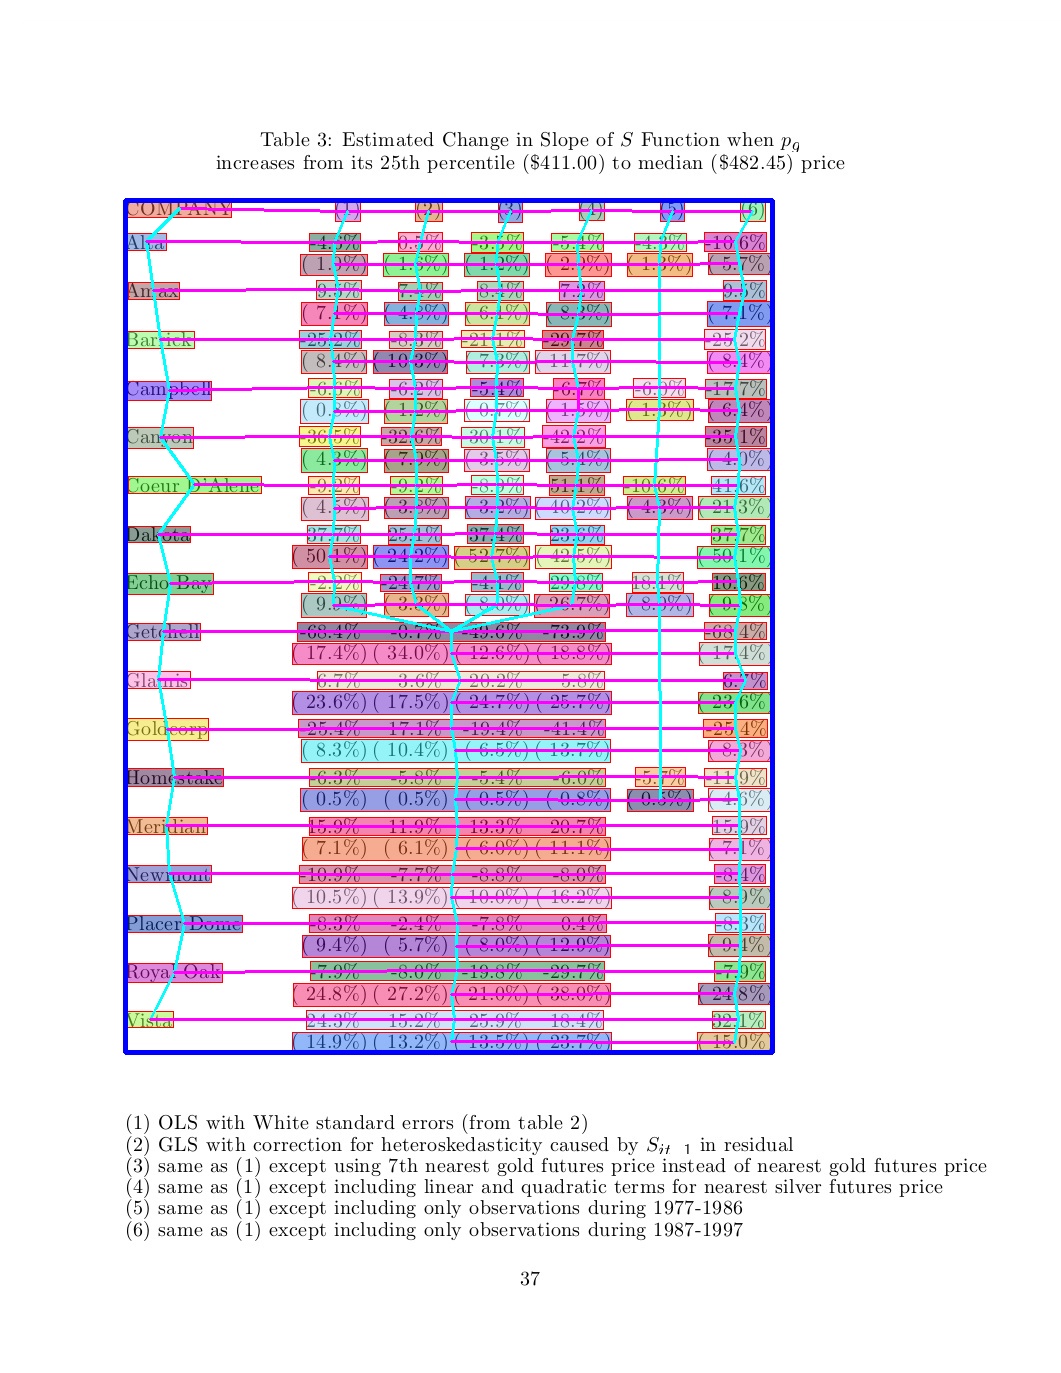 Table 3: Estimated Change in Slope of S Function when p_g
increases from its 25th percentile ($411.00) to median ($482.45) price
COMPANY (1) (2) (3) (4) (5) (6)
Alta -4.6% 0.5% -3.5% -5.4% -4.3% -10.6%
( 1.9%) ( 1.6%) ( 1.2%) ( 2.9%) ( 1.3%) ( 5.7%)
Amax 9.5% 7.4% 8.4% 7.2% 9.5%
( 7.1%) ( 4.3%) ( 6.1%) ( 8.3%) ( 7.1%)
Barrick -25.2% -8.3% -21.1% -29.7% -25.2%
( 8.4%) ( 10.3%) ( 7.3%) ( 11.7%) ( 8.4%)
Campbell -6.6% -6.2% -5.4% -6.7% -6.9% -17.7%
( 0.8%) ( 1.2%) ( 0.7%) ( 1.5%) ( 1.3%) ( 6.4%)
Canyon -36.5% -32.6% -30.1% -42.2% -35.1%
( 4.3%) ( 7.9%) ( 3.5%) ( 5.4%) ( 4.0%)
Coeur D'Alene -9.2% -9.2% -8.9% 51.1% -10.6% 41.6%
( 4.5%) ( 3.3%) ( 3.2%) ( 40.2%) ( 4.3%) ( 21.3%)
Dakota 37.7% 25.1% 37.4% 23.6% 37.7%
( 50.1%) ( 24.2%) ( 52.7%) ( 42.5%) ( 50.1%)
Echo Bay -2.2% -24.7% -4.1% 29.8% 18.1% 10.6%
( 9.9%) ( 3.3%) ( 8.0%) ( 26.7%) ( 8.9%) ( 9.8%)
Getchell -68.4% -0.7% -49.6% -73.9% -68.4%
( 17.4%) ( 34.0%) ( 12.6%) ( 18.8%) ( 17.4%)
Glamis 6.7% 3.6% 20.2% 5.8% 6.7%
( 23.6%) ( 17.5%) ( 24.7%) ( 25.7%) ( 23.6%)
Goldcorp -25.4% -17.1% -19.4% -41.4% -25.4%
( 8.3%) ( 10.4%) ( 6.5%) ( 13.7%) ( 8.3%)
Homestake -6.3% -5.8% -5.4% -6.0% -5.7% -11.9%
( 0.5%) ( 0.5%) ( 0.5%) ( 0.8%) ( 0.5%) ( 4.6%)
Meridian 15.9% 11.9% 13.3% 20.7% 15.9%
( 7.1%) ( 6.1%) ( 6.0%) ( 11.1%) ( 7.1%)
Newmont -10.9% -7.7% -8.8% -8.0% -8.4%
( 10.5%) ( 13.9%) ( 10.0%) ( 16.2%) ( 8.9%)
Placer Dome -8.3% -2.4% -7.8% 0.4% -8.3%
( 9.4%) ( 5.7%) ( 8.0%) ( 12.9%) ( 9.4%)
Royal Oak -7.9% -8.0% -19.8% -29.7% -7.9%
( 24.8%) ( 27.2%) ( 21.0%) ( 38.0%) ( 24.8%)
Vista 24.3% 15.2% 25.9% 18.4% 32.1%
( 14.9%) ( 13.2%) ( 13.5%) ( 23.7%) ( 15.0%)
(1) OLS with White standard errors (from table 2)
(2) GLS with correction for heteroskedasticity caused by S_{it-1} in residual
(3) same as (1) except using 7th nearest gold futures price instead of nearest gold futures price
(4) same as (1) except including linear and quadratic terms for nearest silver futures price
(5) same as (1) except including only observations during 1977-1986
(6) same as (1) except including only observations during 1987-1997
37